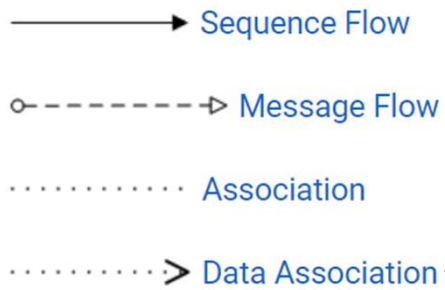 Sequence Flow
Message Flow
Association
Data Association